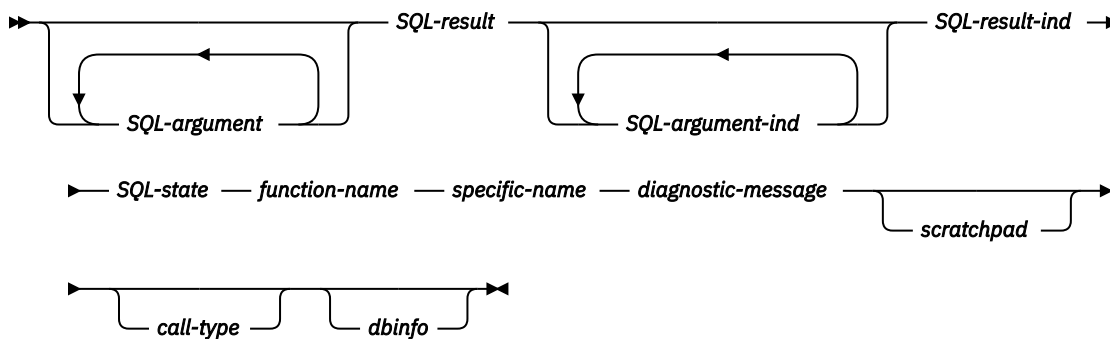 SQL-result SQL-result-ind
SQL-argument SQL-argument-ind
SQL-state function-name specific-name diagnostic-message
scratchpad
call-type dbinfo